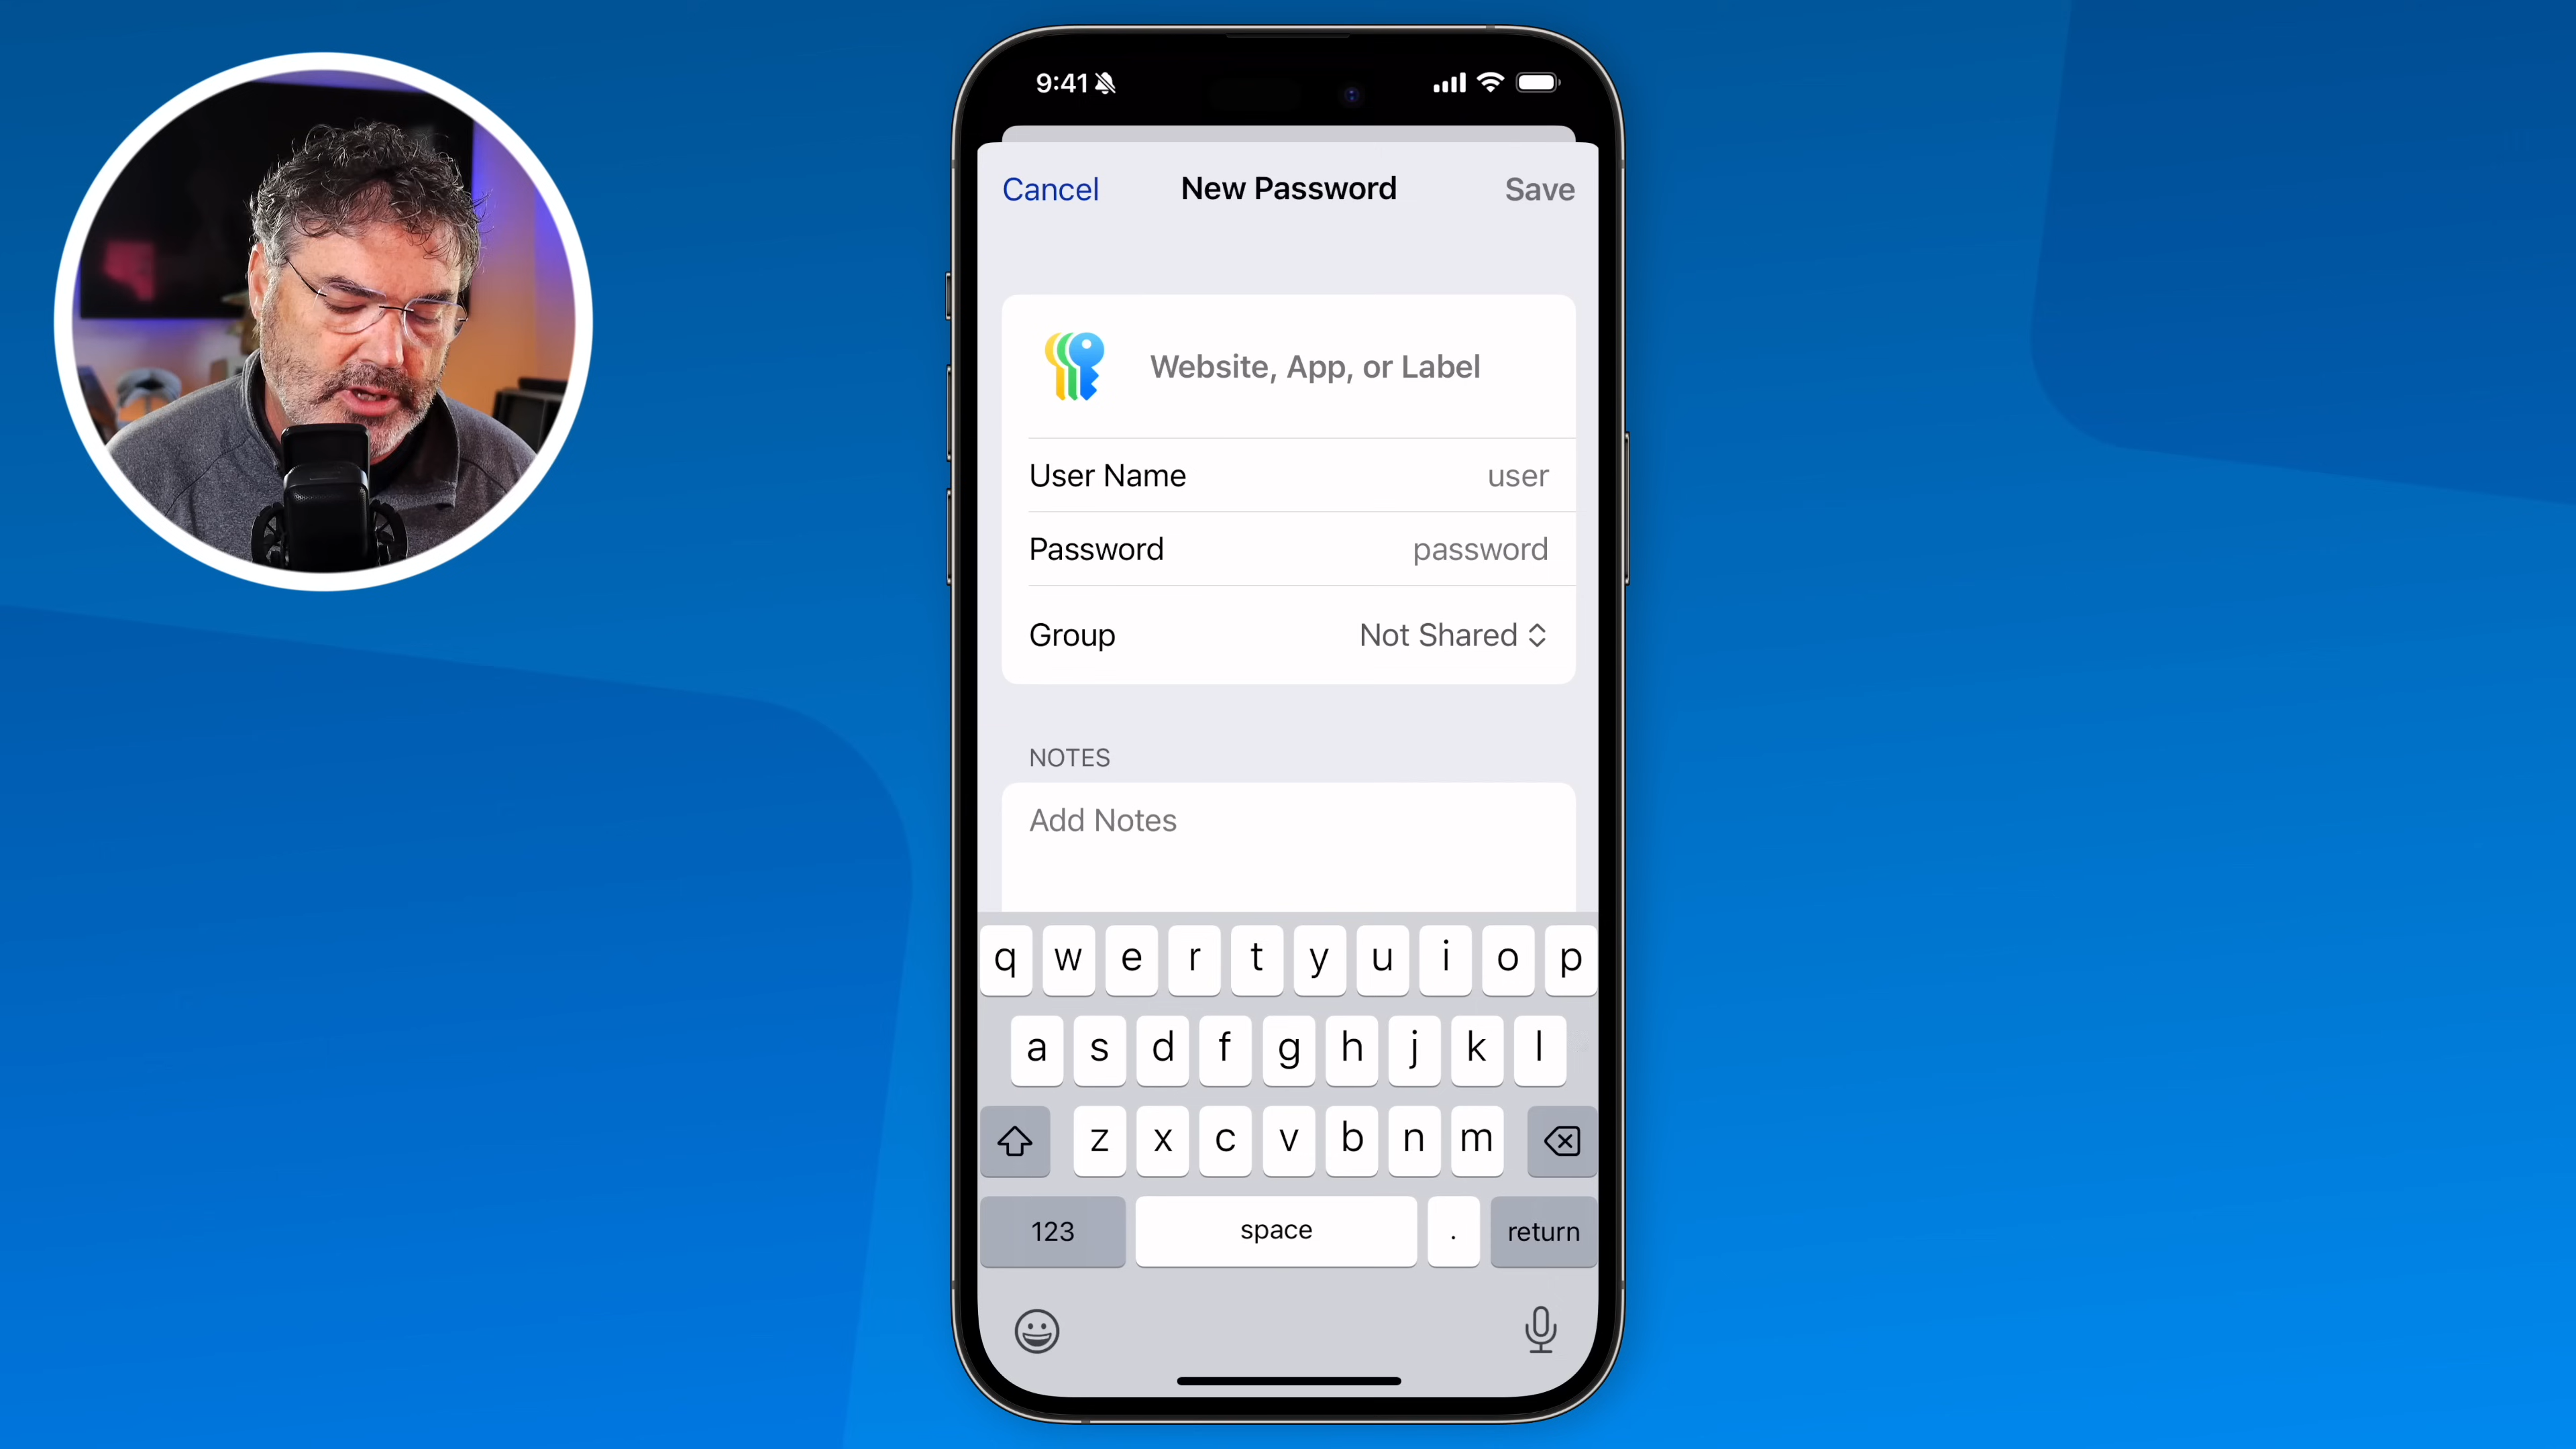 9:41
Cancel New Password Save
Website, App, or Label
User Name user
Password password
Group Not Shared
NOTES
Add Notes
q w e r t y u i o p
a s d f g h j k l
z x c v b n m
123 space . return